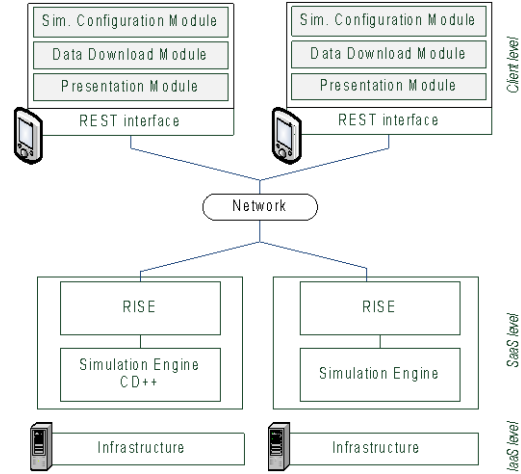 Sim. Configuration Module
Data Download Module
Presentation Module
REST interface
Sim. Configuration Module
Data Download Module
Presentation Module
REST interface
Client level
Network
RISE
Simulation Engine
CD++
RISE
Simulation Engine
SaaS level
Infrastructure
Infrastructure
IaaS level